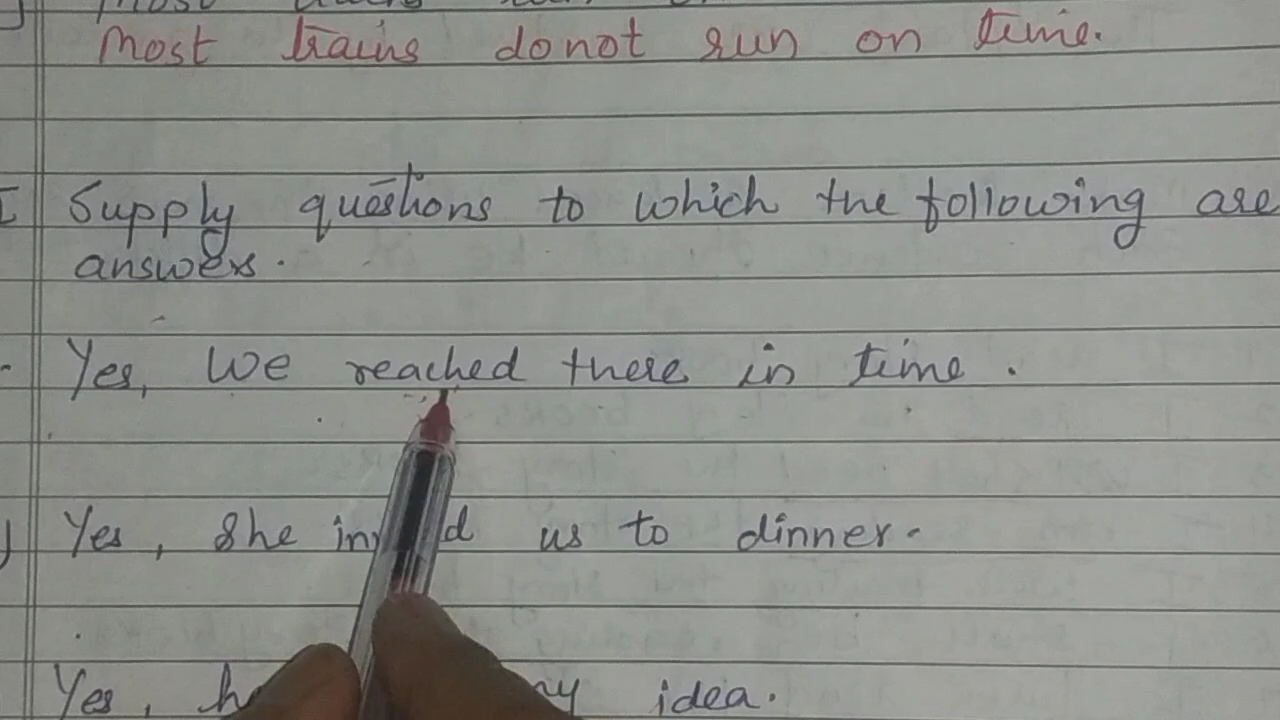 Most trains donot run on time.
Supply questions to which the following are
answers.
Yes, We reached there in time.
Yes, She us to dinner.
Yes, idea.